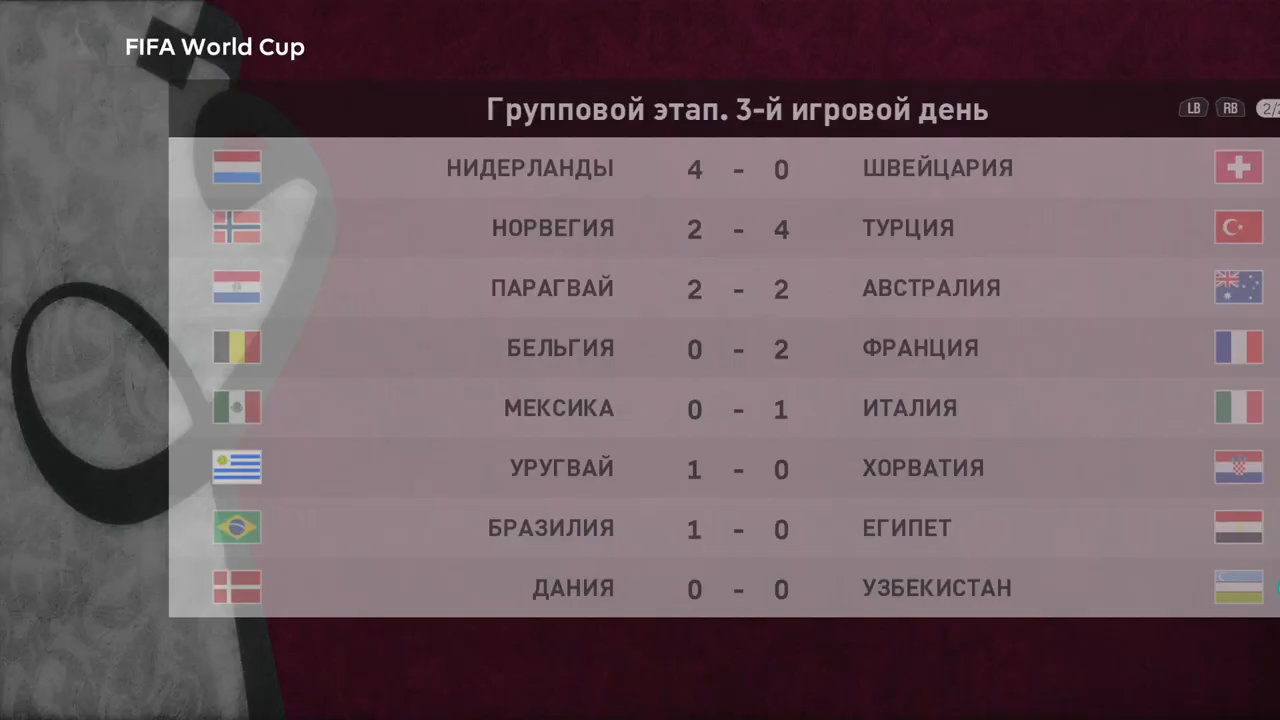 FIFA World Cup
Групповой этап. 3-й игровой день LB RB 2/
НИДЕРЛАНДЫ 4 - 0 ШВЕЙЦАРИЯ
НОРВЕГИЯ 2 - 4 ТУРЦИЯ
ПАРАГВАЙ 2 - 2 АВСТРАЛИЯ
БЕЛЬГИЯ 0 - 2 ФРАНЦИЯ
МЕКСИКА 0 - 1 ИТАЛИЯ
УРУГВАЙ 1 - 0 ХОРВАТИЯ
БРАЗИЛИЯ 1 - 0 ЕГИПЕТ
ДАНИЯ 0 - 0 УЗБЕКИСТАН